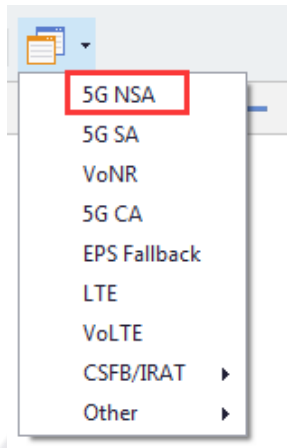 5G NSA
5G SA
VoNR
5G CA
EPS Fallback
LTE
VoLTE
CSFB/IRAT
Other